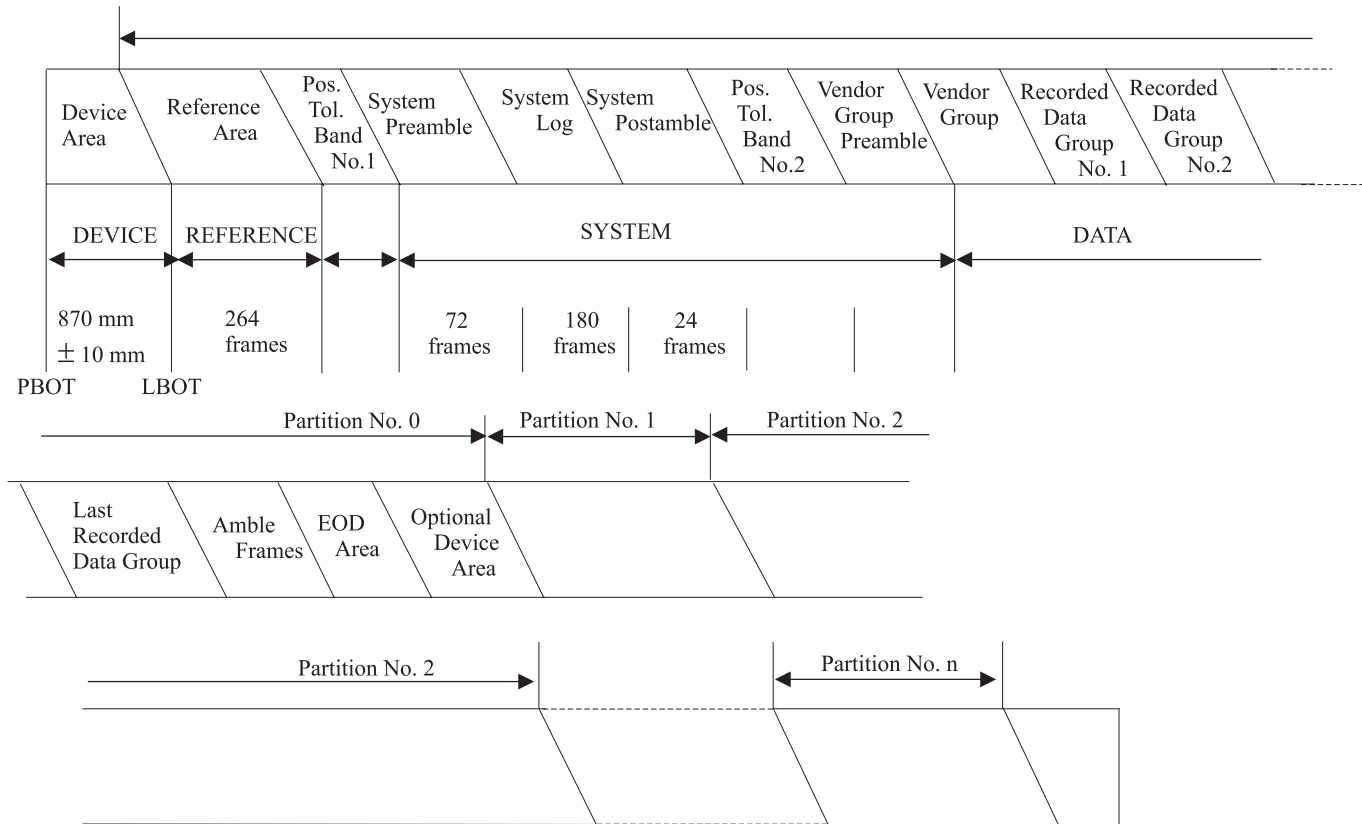 Device
Area
Reference
Area
Pos.
Tol.
Band
No.1
System
Preamble
System
Log
System
Postamble
Pos.
Tol.
Band
No.2
Vendor
Group
Preamble
Vendor
Group
Recorded
Data
Group
No. 1
Recorded
Data
Group
No.2
DEVICE
REFERENCE
SYSTEM
DATA
870 mm
± 10 mm
264
frames
72
frames
180
frames
24
frames
PBOT
LBOT
Partition No. 0
Partition No. 1
Partition No. 2
Last
Recorded
Data Group
Amble
Frames
EOD
Area
Optional
Device
Area
Partition No. 2
Partition No. n